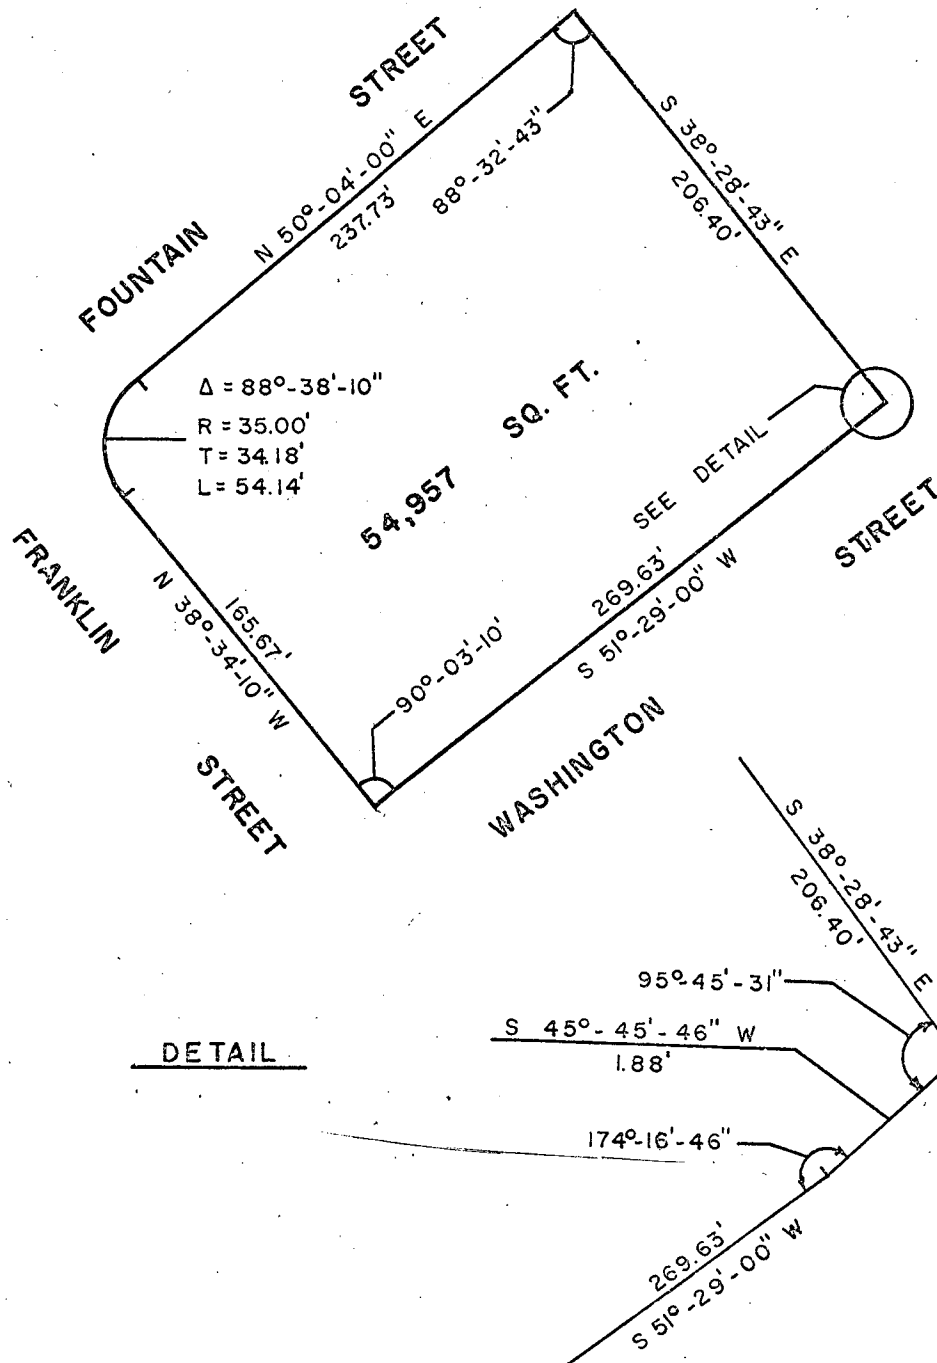 FOUNTAIN STREET
N 50°-04'-00" E
237.73'
88°-32'-43"
S 38°-28'-43" E
206.40'
Δ = 88°-38'-10"
R = 35.00'
T = 34.18'
L = 54.14'
54,957 SQ. FT.
SEE DETAIL
FRANKLIN STREET
165.67'
N 38°-34'-10" W
90°-03'-10'
269.63'
S 51°-29'-00" W
WASHINGTON STREET
DETAIL
S 38°-28'-43" E
206.40'
95°-45'-31"
S 45°-45'-46" W
1.88'
174°-16'-46"
269.63'
S 51°-29'-00" W